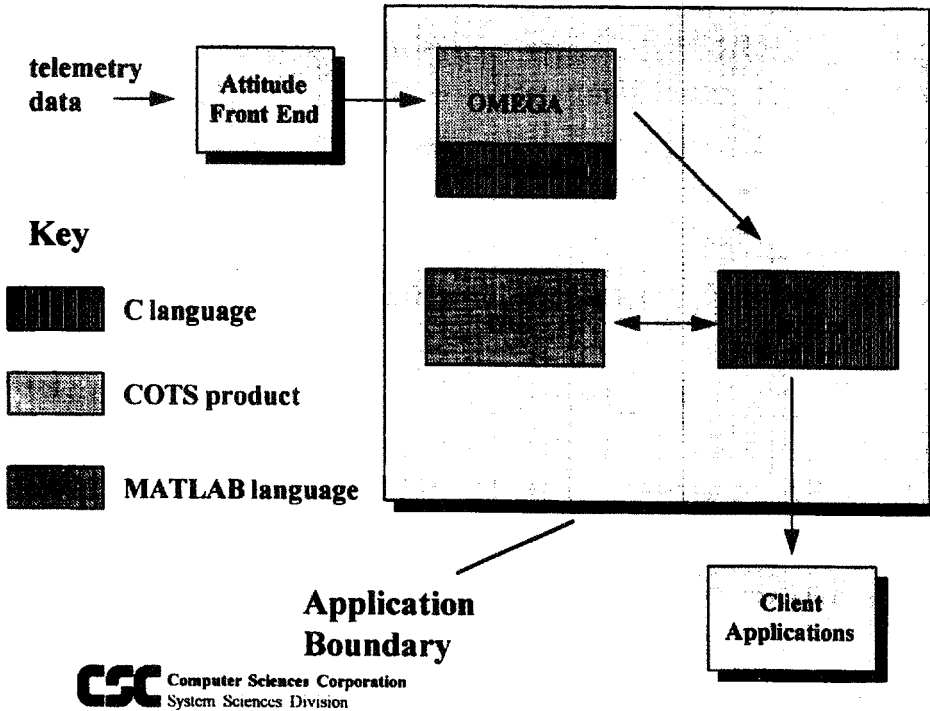 telemetry
data
Attitude
Front End
OMEGA
Key
C language
COTS product
MATLAB language
Application
Boundary
Client
Applications
CSC Computer Sciences Corporation
System Sciences Division